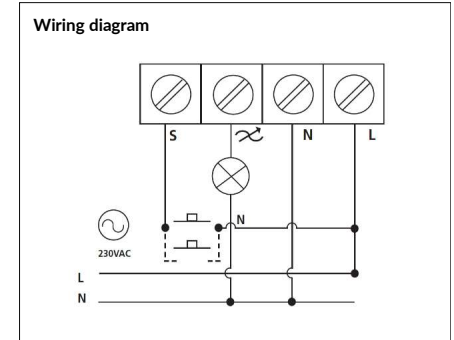 Wiring diagram
S N L
N
230VAC
L
N